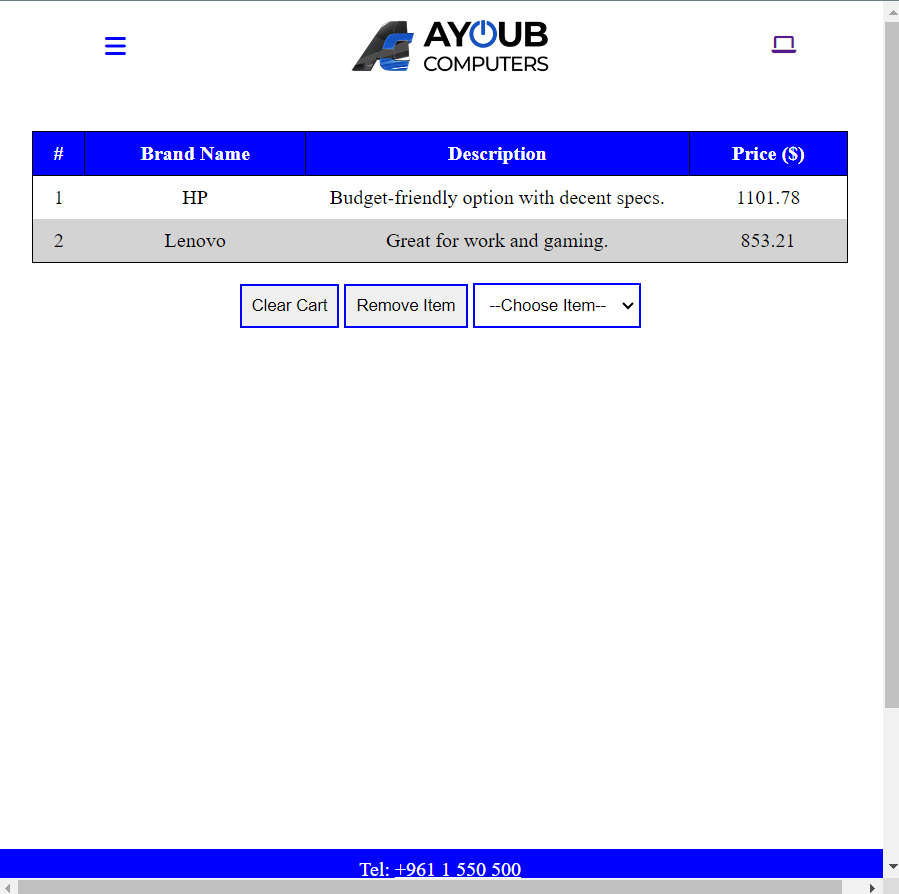 AYOUB
COMPUTERS
# Brand Name Description Price ($)
1 HP Budget-friendly option with decent specs. 1101.78
2 Lenovo Great for work and gaming. 853.21
Clear Cart Remove Item --Choose Item--
Tel: +961 1 550 500